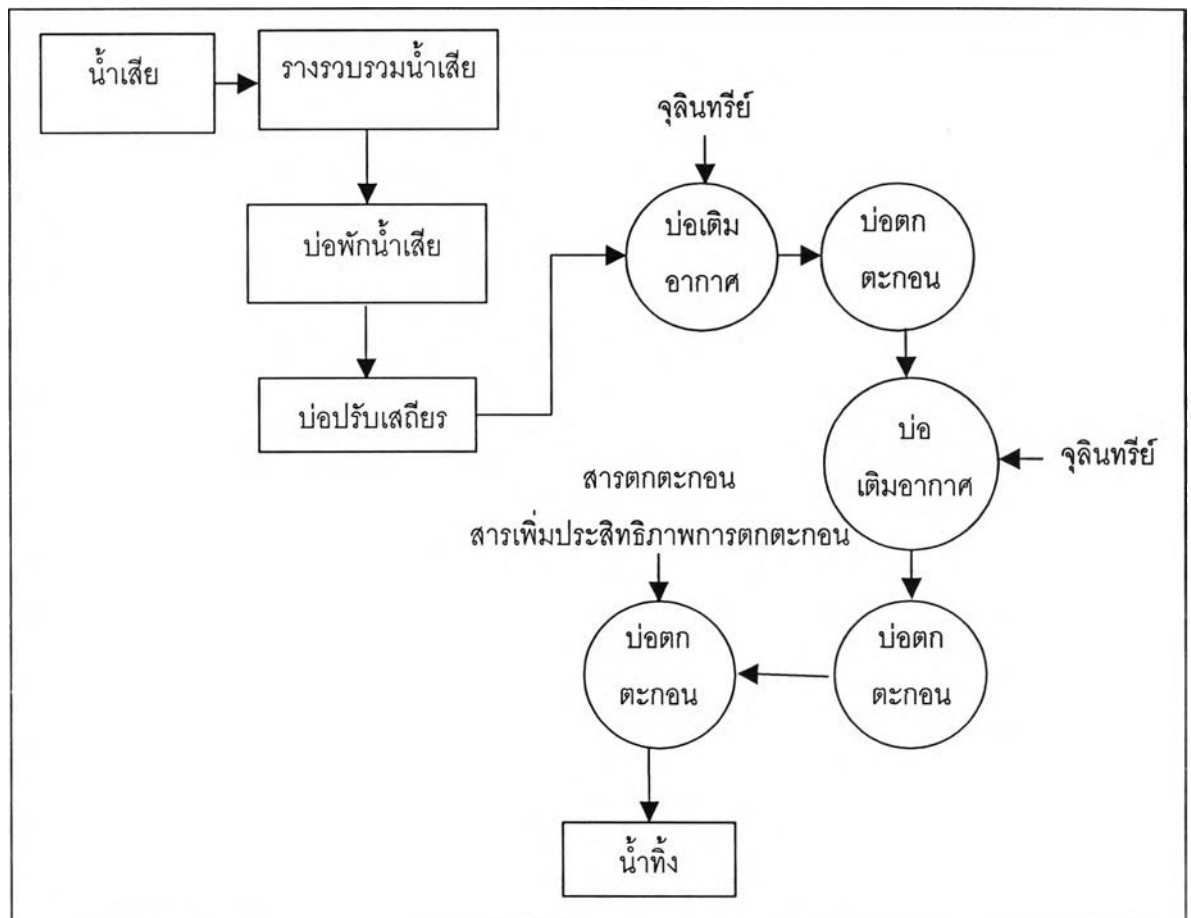 น้ำเสีย
รางรวบรวมน้ำเสีย
บ่อพักน้ำเสีย
บ่อปรับเสถียร
จุลินทรีย์
บ่อเติม
อากาศ
บ่อตก
ตะกอน
บ่อ
เติมอากาศ
จุลินทรีย์
สารตกตะกอน
สารเพิ่มประสิทธิภาพการตกตะกอน
บ่อตก
ตะกอน
บ่อตก
ตะกอน
น้ำทิ้ง